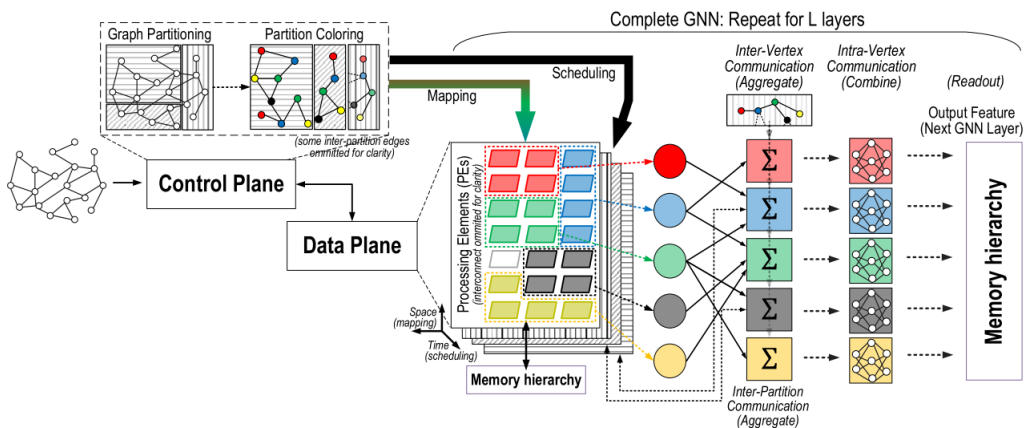 Complete GNN: Repeat for L layers
Graph Partitioning
Partition Coloring
Scheduling
Mapping
(some inter-partition edges
ommitted for clarity)
Inter-Vertex
Communication
(Aggregate)
Intra-Vertex
Communication
(Combine)
(Readout)
Output Feature
(Next GNN Layer)
Control Plane
Data Plane
Processing Elements (PEs)
(interconnect ommited for clarity)
Σ
Σ
Σ
Σ
Σ
Memory hierarchy
Space
(mapping)
Time
(scheduling)
Memory hierarchy
Inter-Partition
Communication
(Aggregate)